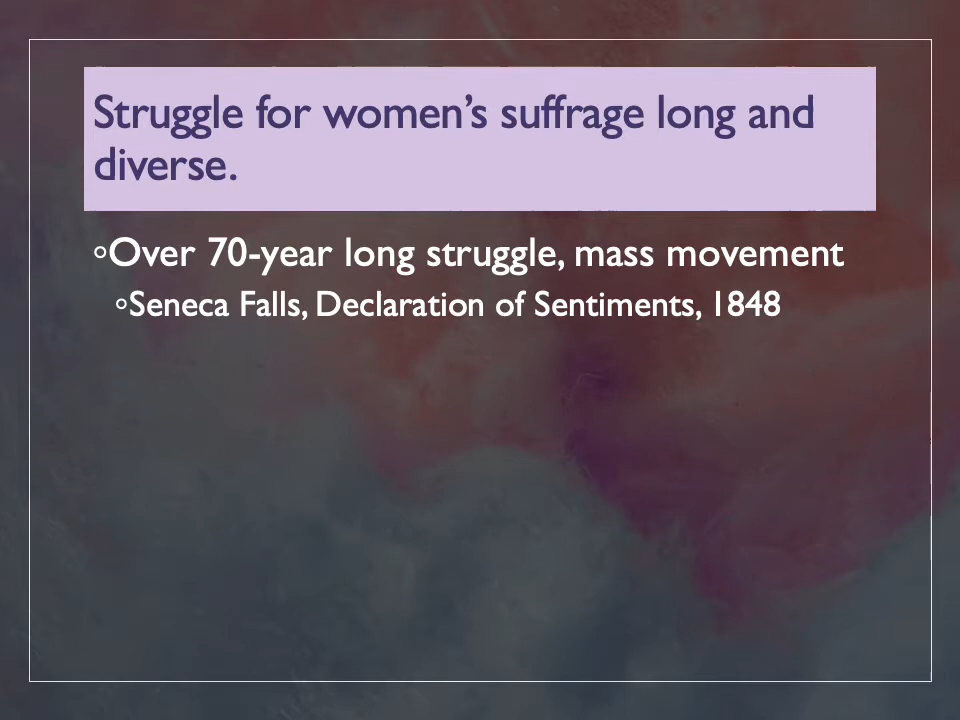 Struggle for women’s suffrage long and
diverse.
◦Over 70-year long struggle, mass movement
◦Seneca Falls, Declaration of Sentiments, 1848